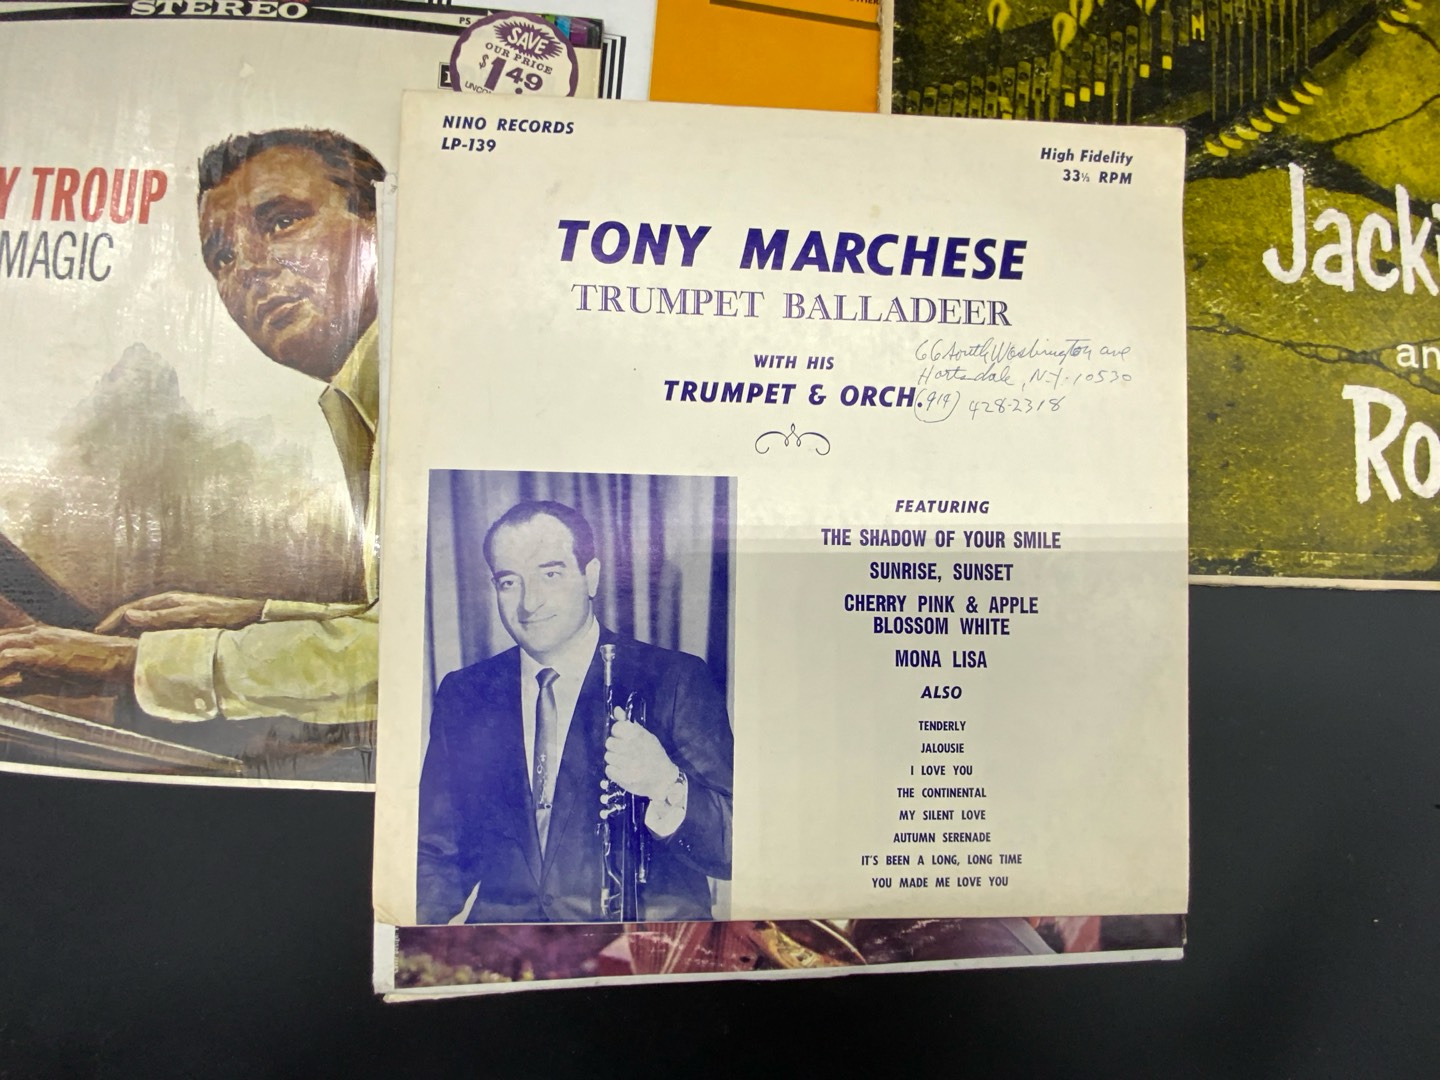 STEREO
PS
SAVE
OUR PRICE
$1.49
Y TROUP
MAGIC
NINO RECORDS
LP-139
High Fidelity
33⅓ RPM
TONY MARCHESE
TRUMPET BALLADEER
WITH HIS
TRUMPET & ORCH.
66 South Washington ave
Hartsdale, N.Y. 10530
(914) 428-2318
FEATURING
THE SHADOW OF YOUR SMILE
SUNRISE, SUNSET
CHERRY PINK & APPLE
BLOSSOM WHITE
MONA LISA
ALSO
TENDERLY
JALOUSIE
I LOVE YOU
THE CONTINENTAL
MY SILENT LOVE
AUTUMN SERENADE
IT'S BEEN A LONG, LONG TIME
YOU MADE ME LOVE YOU
Jacki
an
Ro